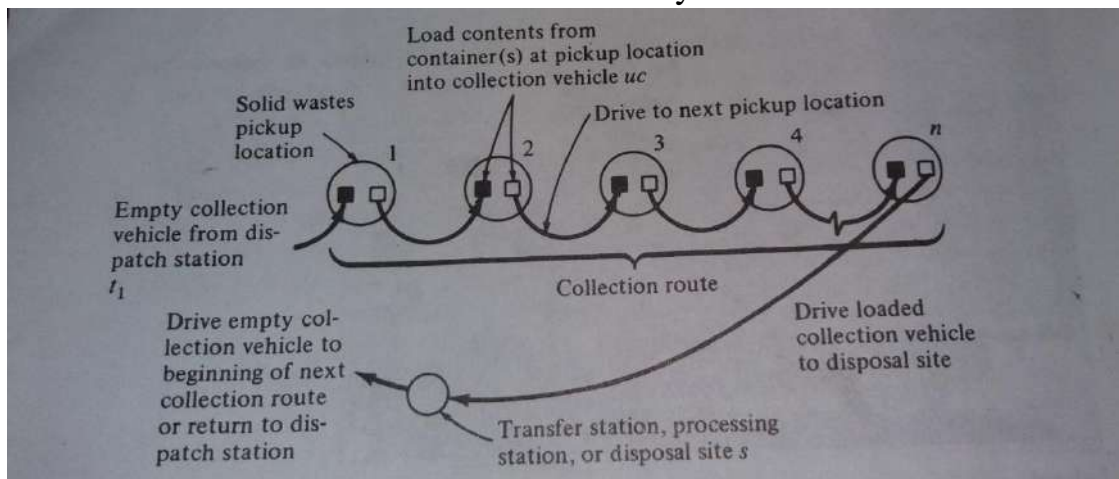 Load contents from
container(s) at pickup location
into collection vehicle uc
Solid wastes
pickup
location
Drive to next pickup location
1
2
3
4
n
Empty collection
vehicle from dis-
patch station
t1
Collection route
Drive empty col-
lection vehicle to
beginning of next
collection route
or return to dis-
patch station
Drive loaded
collection vehicle
to disposal site
Transfer station, processing
station, or disposal site s